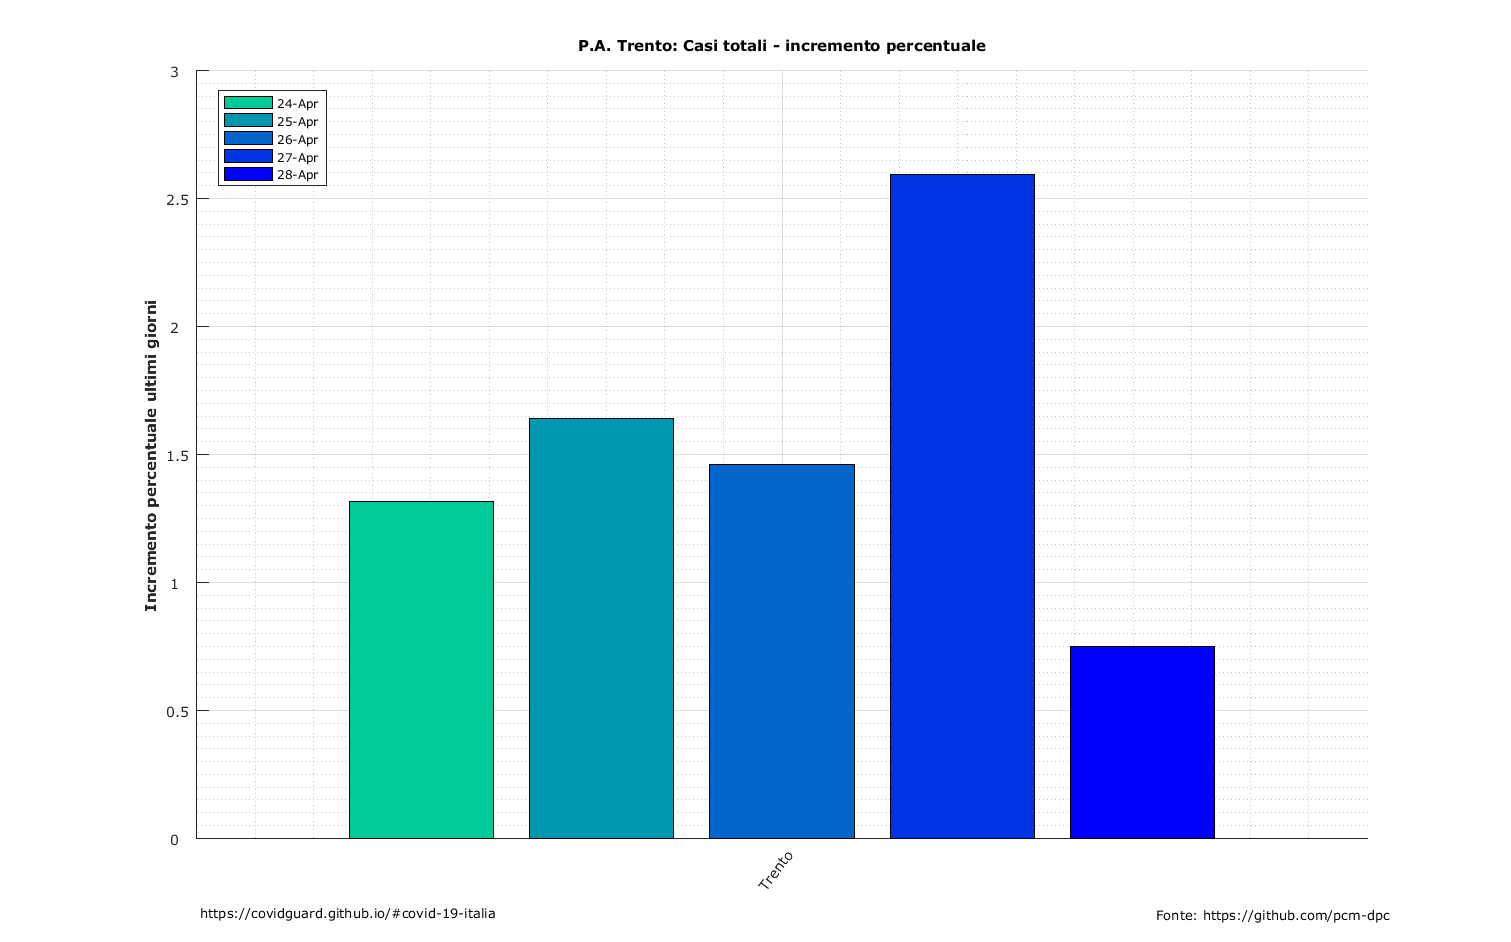 P.A. Trento: Casi totali - incremento percentuale
3
2.5
2
1.5
1
0.5
0
24-Apr
25-Apr
26-Apr
27-Apr
28-Apr
Incremento percentuale ultimi giorni
Trento
https://covidguard.github.io/#covid-19-italia
Fonte: https://github.com/pcm-dpc